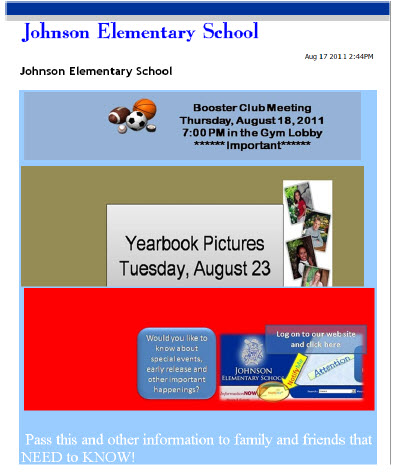 Johnson Elementary School
Aug 17 2011 2:44PM
Johnson Elementary School
Booster Club Meeting
Thursday, August 18, 2011
7:00 PM in the Gym Lobby
****** Important******
Yearbook Pictures
Tuesday, August 23
Would you like to
know about
special events,
early release and
other important
happenings?
Log on to our web site
and click here
JOHNSON
ELEMENTARY SCHOOL
InformationNOW
Attention
Pass this and other information to family and friends that
NEED to KNOW!